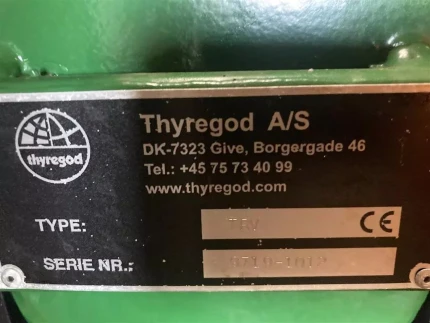 thyregod
Thyregod A/S
DK-7323 Give, Borgergade 46
Tel.: +45 75 73 40 99
www.thyregod.com
TYPE:
CE
SERIE NR.: